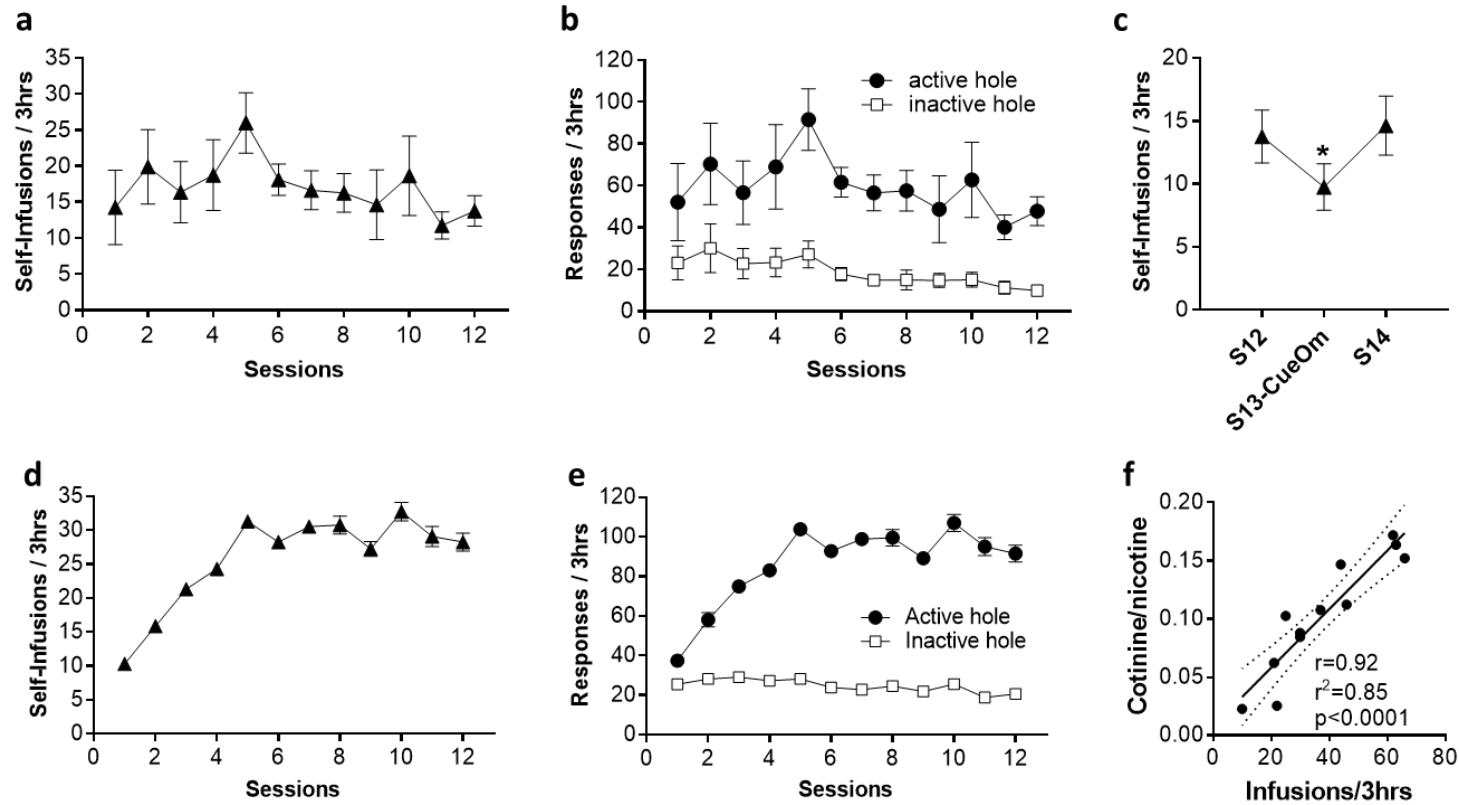 a
Self-Infusions / 3hrs
35
30
25
20
15
10
5
0
0 2 4 6 8 10 12
Sessions
b
Responses / 3hrs
120
100
80
60
40
20
0
active hole
inactive hole
0 2 4 6 8 10 12
Sessions
c
Self-Infusions / 3hrs
20
15
10
5
0
*
S12
S13-CueOm
S14
d
Self-Infusions / 3hrs
35
30
25
20
15
10
5
0
0 2 4 6 8 10 12
Sessions
e
Responses / 3hrs
120
100
80
60
40
20
0
Active hole
Inactive hole
0 2 4 6 8 10 12
Sessions
f
Cotinine/nicotine
0.20
0.15
0.10
0.05
0.00
r=0.92
r²=0.85
p<0.0001
0 20 40 60 80
Infusions/3hrs